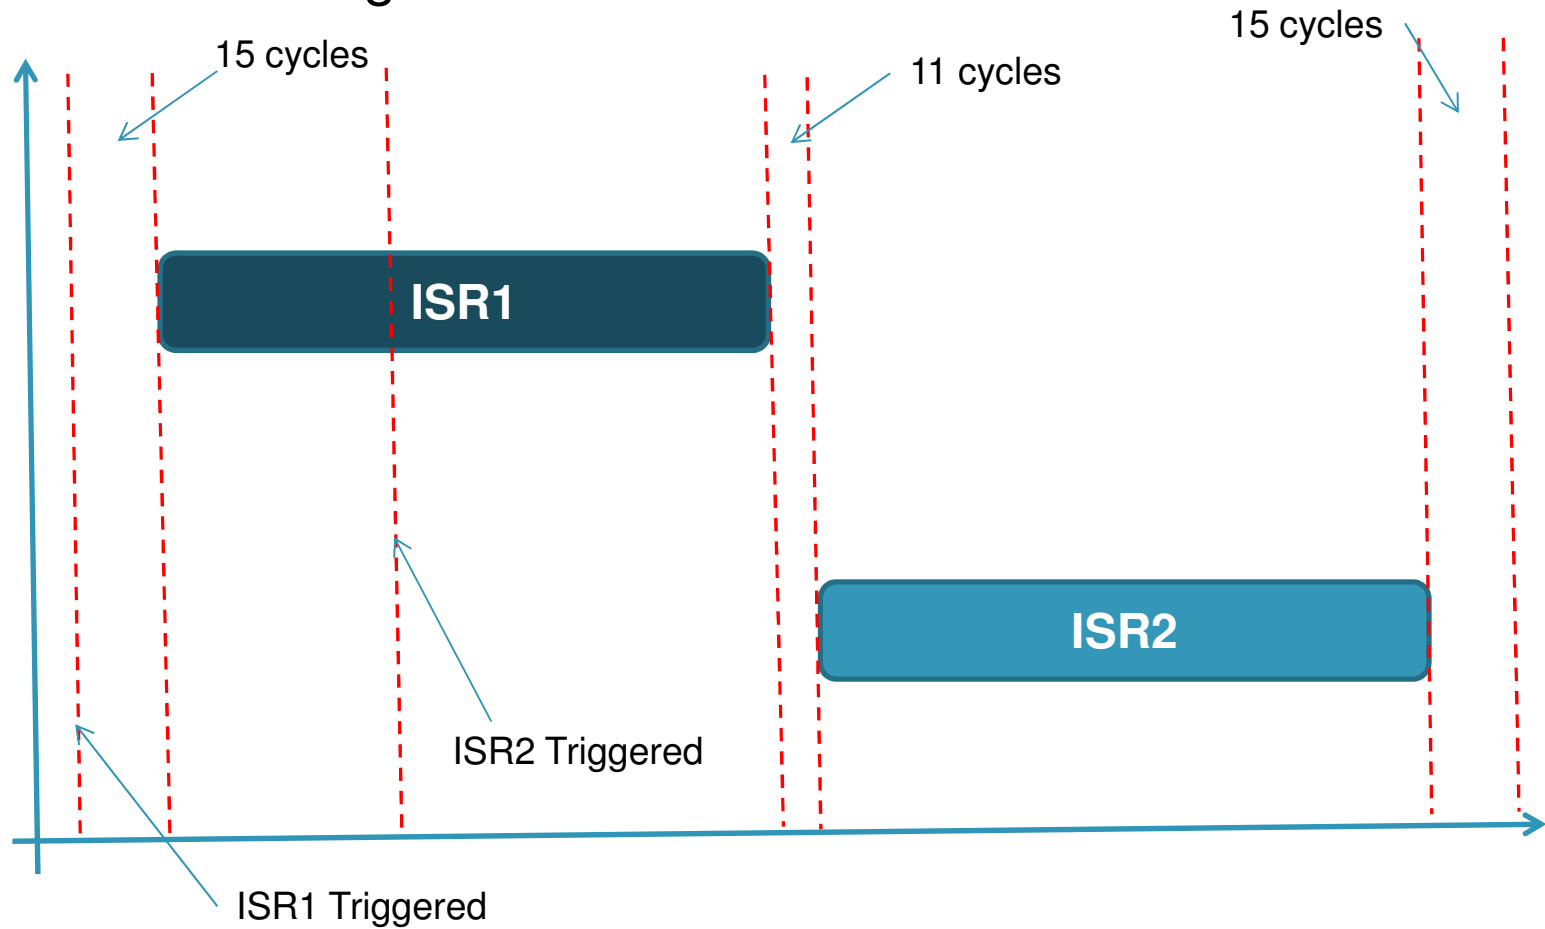 15 cycles
15 cycles
11 cycles
ISR1
ISR2
ISR2 Triggered
ISR1 Triggered